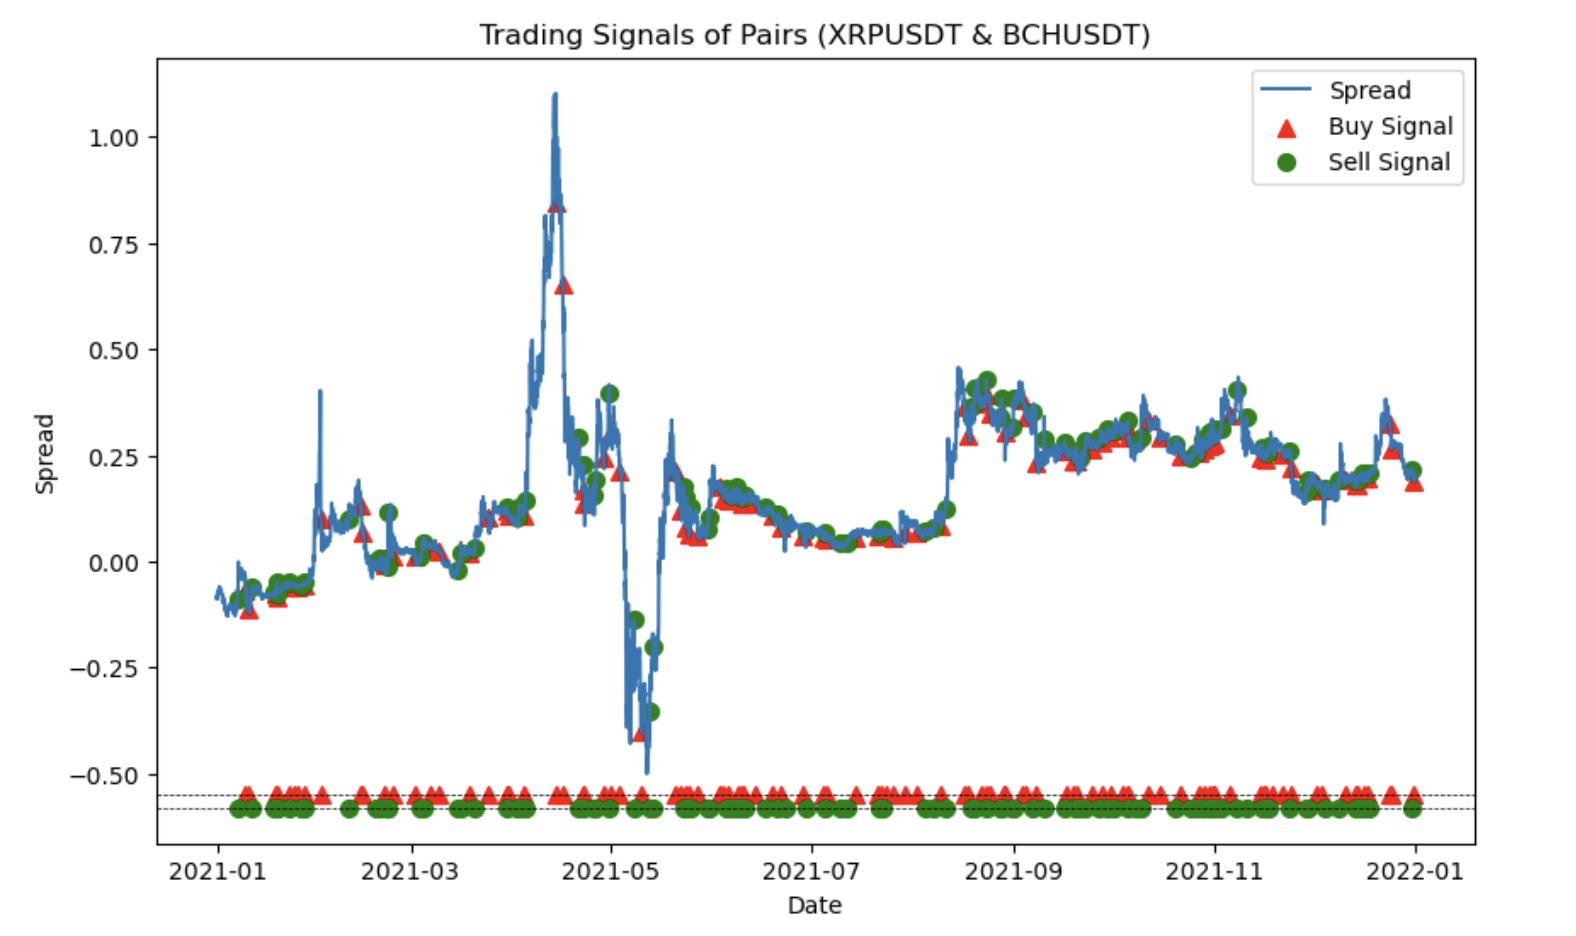 Trading Signals of Pairs (XRPUSDT & BCHUSDT)
Spread
Buy Signal
Sell Signal
1.00
0.75
0.50
0.25
0.00
−0.25
−0.50
Spread
2021-01
2021-03
2021-05
2021-07
2021-09
2021-11
2022-01
Date